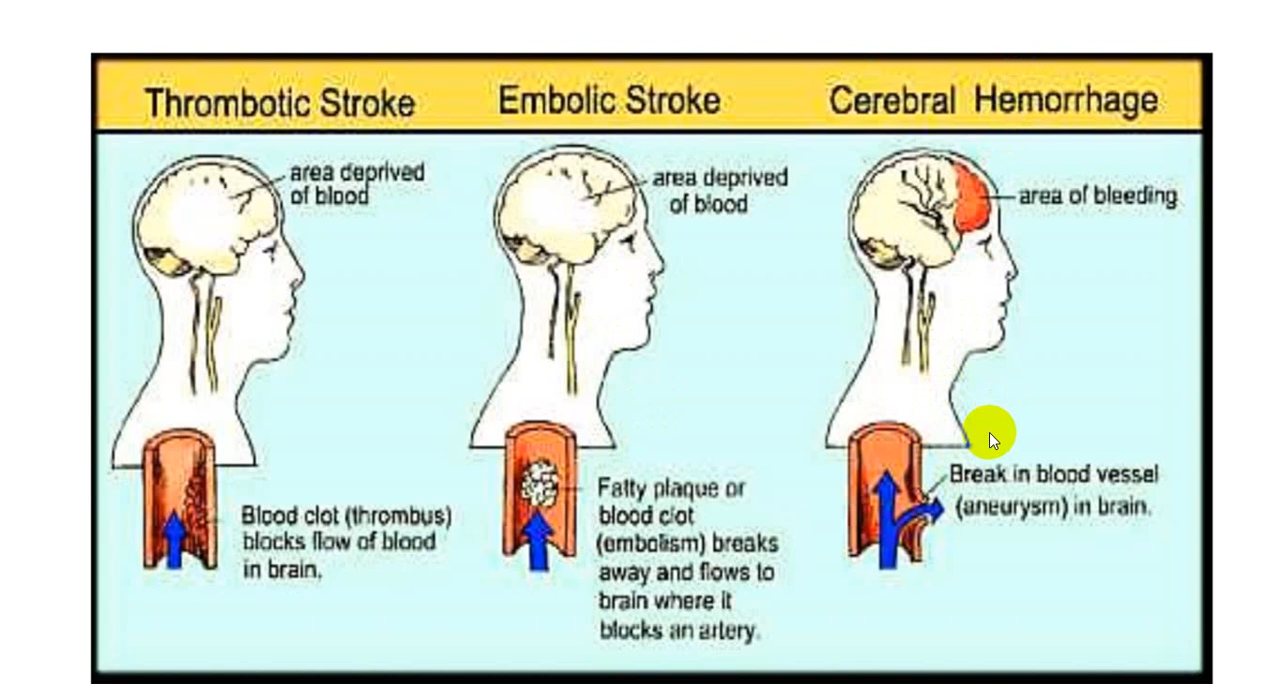 Thrombotic Stroke
area deprived
of blood
Blood clot (thrombus)
blocks flow of blood
in brain.
Embolic Stroke
area deprived
of blood
Fatty plaque or
blood clot
(embolism) breaks
away and flows to
brain where it
blocks an artery.
Cerebral Hemorrhage
area of bleeding
Break in blood vessel
(aneurysm) in brain.